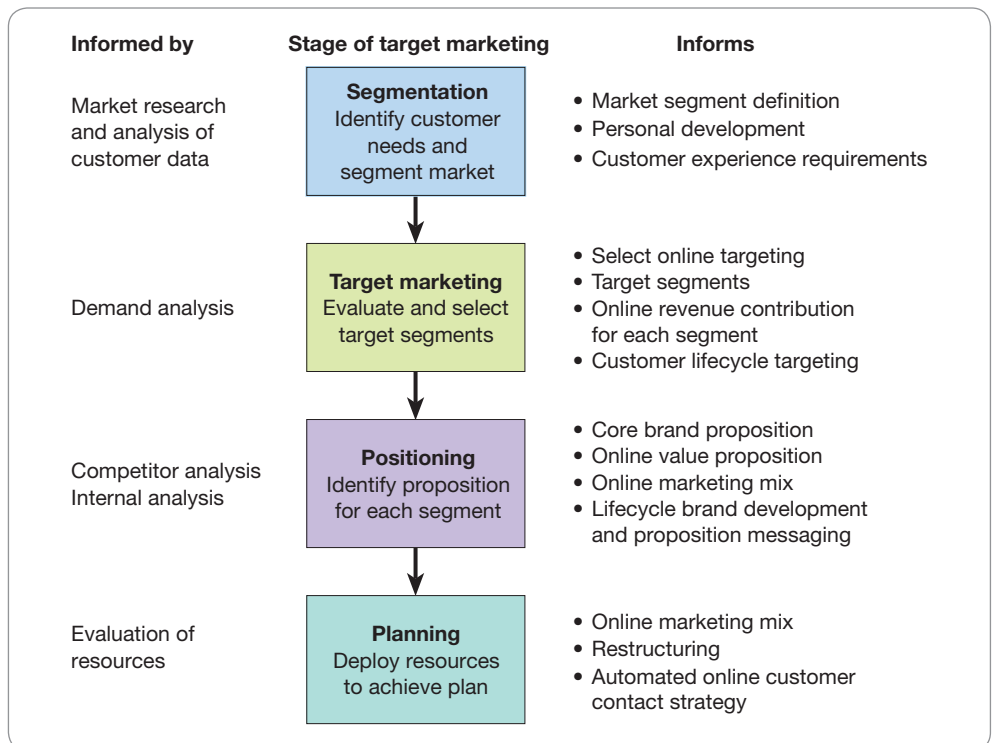 Informed by
Stage of target marketing
Informs
Market research
and analysis of
customer data
Segmentation
Identify customer
needs and
segment market
• Market segment definition
• Personal development
• Customer experience requirements
Demand analysis
Target marketing
Evaluate and select
target segments
• Select online targeting
• Target segments
• Online revenue contribution
for each segment
• Customer lifecycle targeting
Competitor analysis
Internal analysis
Positioning
Identify proposition
for each segment
• Core brand proposition
• Online value proposition
• Online marketing mix
• Lifecycle brand development
and proposition messaging
Evaluation of
resources
Planning
Deploy resources
to achieve plan
• Online marketing mix
• Restructuring
• Automated online customer
contact strategy